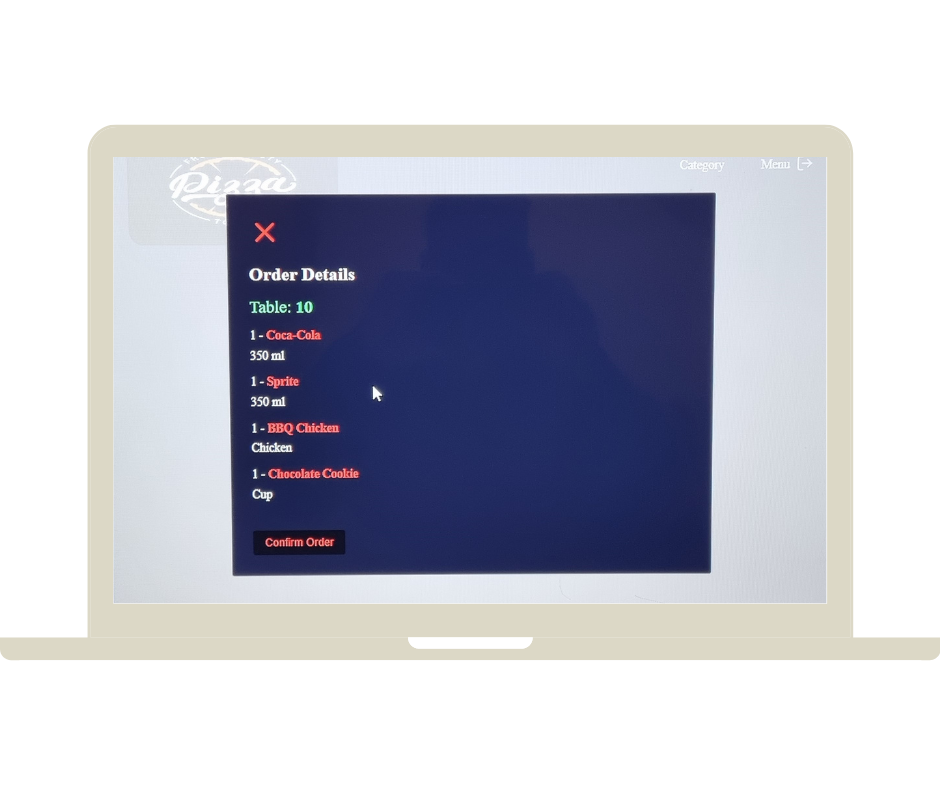 Pizza
Category
Menu
Order Details
Table: 10
1 - Coca-Cola
350 ml
1 - Sprite
350 ml
1 - BBQ Chicken
Chicken
1 - Chocolate Cookie
Cup
Confirm Order